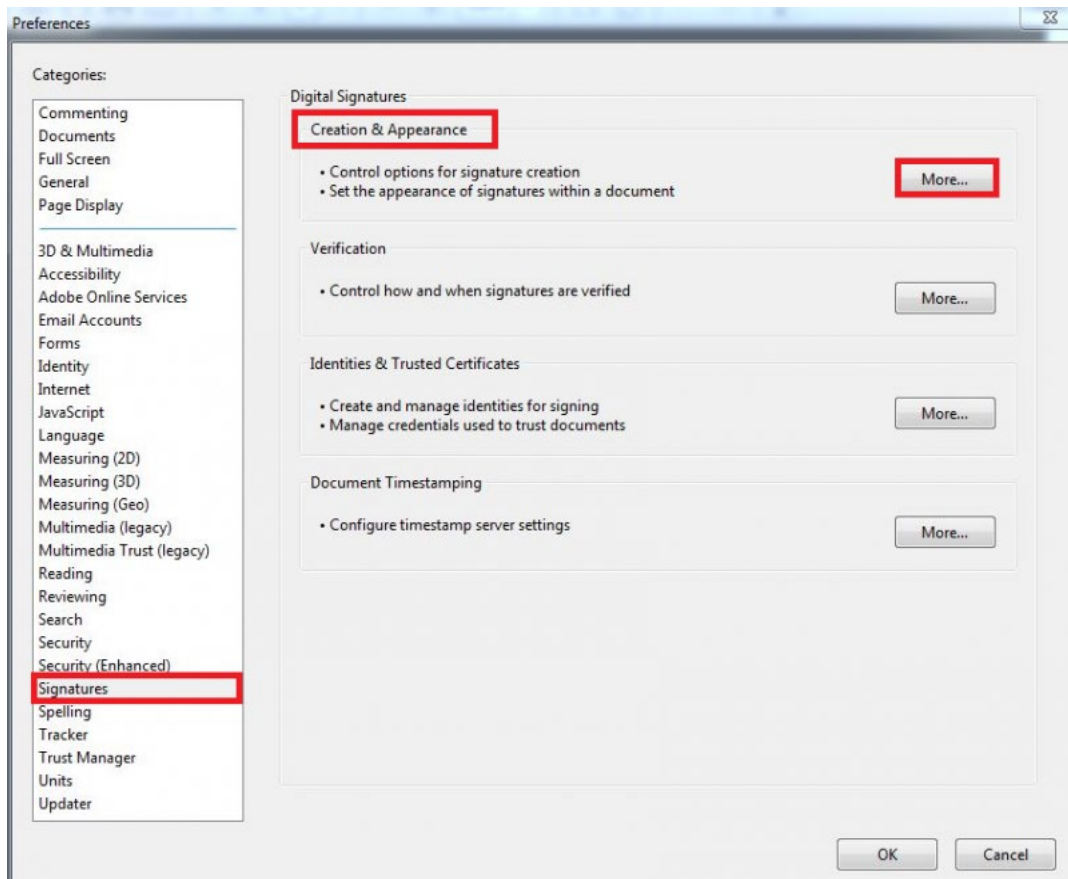 Preferences
Categories:
Commenting
Documents
Full Screen
General
Page Display
3D & Multimedia
Accessibility
Adobe Online Services
Email Accounts
Forms
Identity
Internet
JavaScript
Language
Measuring (2D)
Measuring (3D)
Measuring (Geo)
Multimedia (legacy)
Multimedia Trust (legacy)
Reading
Reviewing
Search
Security
Security (Enhanced)
Signatures
Spelling
Tracker
Trust Manager
Units
Updater
Digital Signatures
Creation & Appearance
• Control options for signature creation
• Set the appearance of signatures within a document
More...
Verification
• Control how and when signatures are verified
More...
Identities & Trusted Certificates
• Create and manage identities for signing
• Manage credentials used to trust documents
More...
Document Timestamping
• Configure timestamp server settings
More...
OK
Cancel